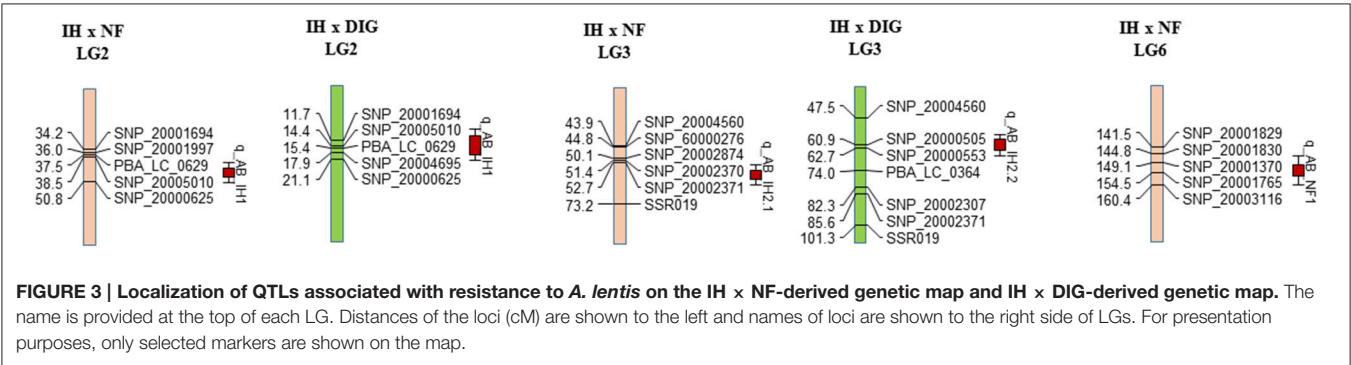 IH x NF
LG2
34.2 SNP_20001694
36.0 SNP_20001997
37.5 PBA_LC_0629
38.5 SNP_20005010
50.8 SNP_20000625
q_AB_IH1
IH x DIG
LG2
11.7 SNP_20001694
14.4 SNP_20005010
15.4 PBA_LC_0629
17.9 SNP_20004695
21.1 SNP_20000625
q_AB_IH1
IH x NF
LG3
43.9 SNP_20004560
44.8 SNP_60000276
50.1 SNP_20002874
51.4 SNP_20002370
52.7 SNP_20002371
73.2 SSR019
q_AB_IH2.1
IH x DIG
LG3
47.5 SNP_20004560
60.9 SNP_20000505
62.7 SNP_20000553
74.0 PBA_LC_0364
82.3 SNP_20002307
85.6 SNP_20002371
101.3 SSR019
q_AB_IH2.2
IH x NF
LG6
141.5 SNP_20001829
144.8 SNP_20001830
149.1 SNP_20001370
154.5 SNP_20001765
160.4 SNP_20003116
q_AB_NF1
FIGURE 3 | Localization of QTLs associated with resistance to A. lentis on the IH × NF-derived genetic map and IH × DIG-derived genetic map. The
name is provided at the top of each LG. Distances of the loci (cM) are shown to the left and names of loci are shown to the right side of LGs. For presentation
purposes, only selected markers are shown on the map.